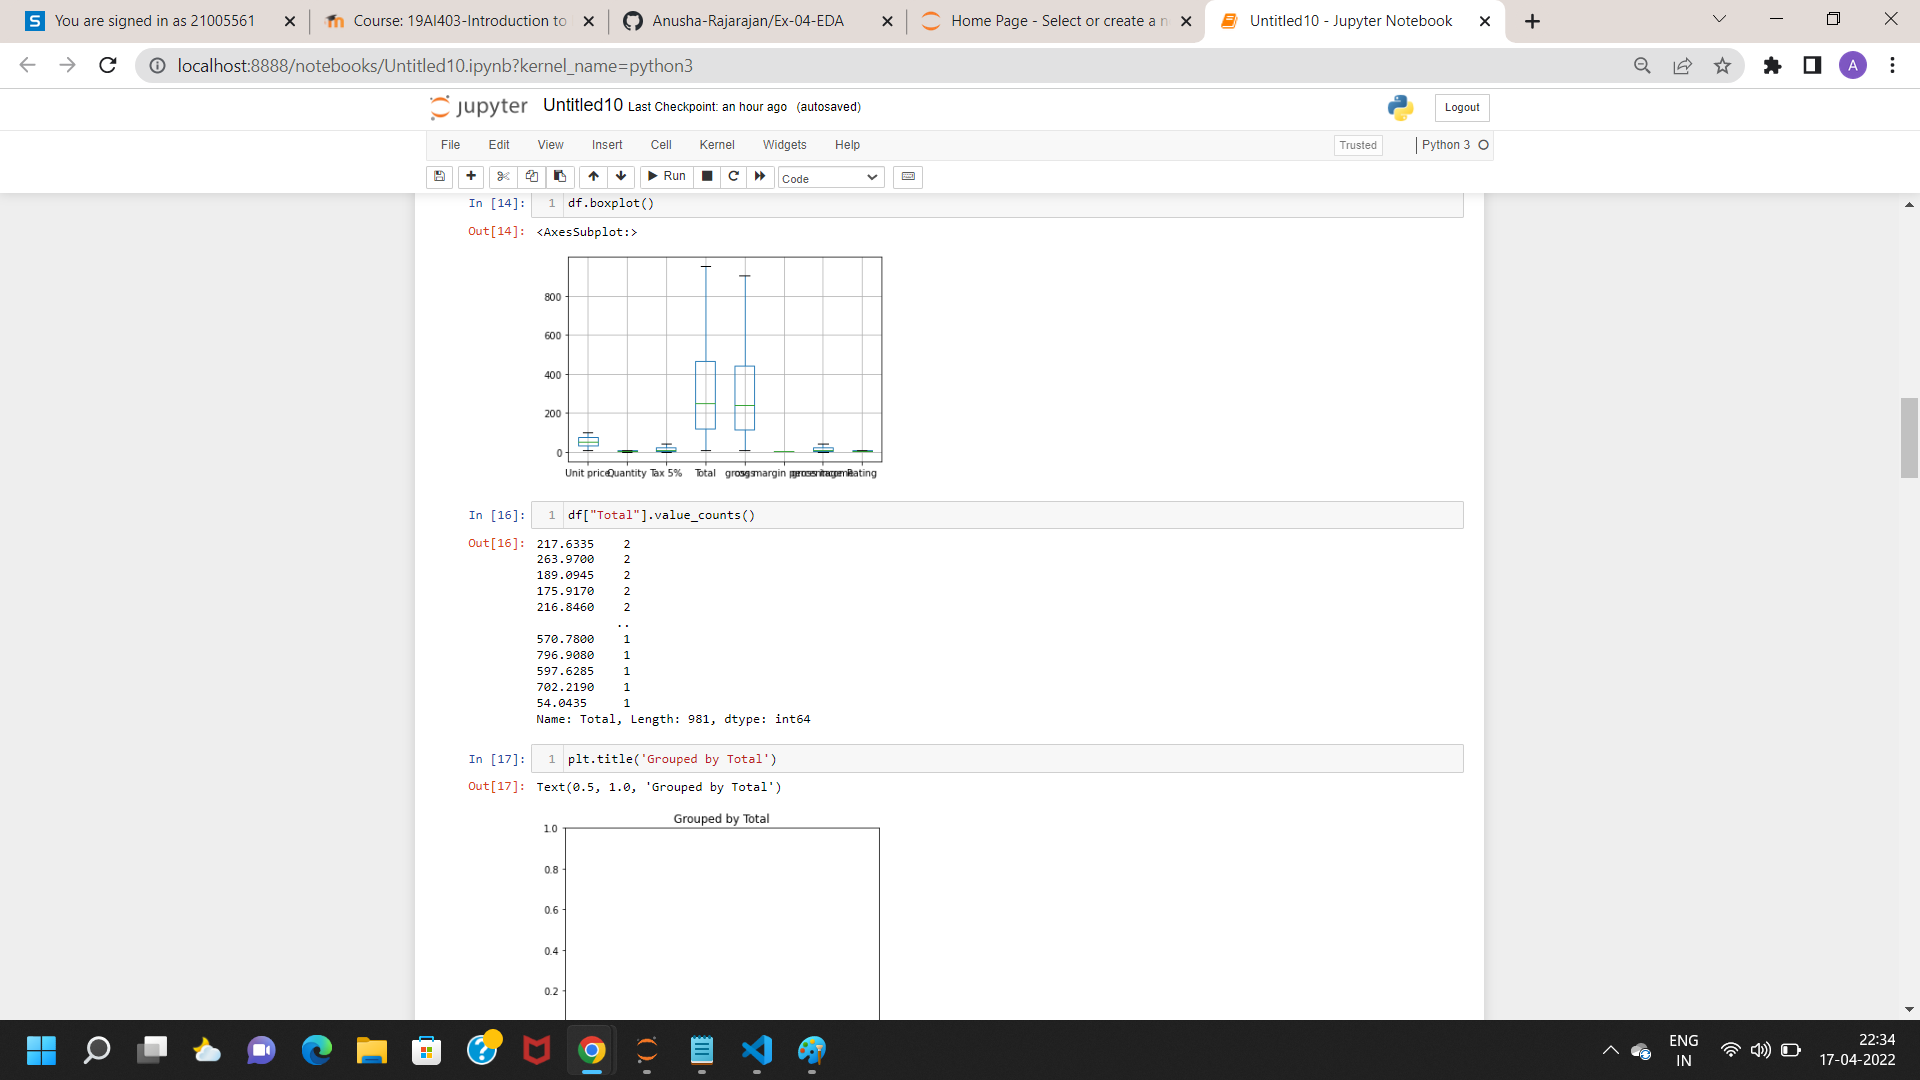 You are signed in as 21005561
Course: 19AI403-Introduction to
Anusha-Rajarajan/Ex-04-EDA
Home Page - Select or create a n
Untitled10 - Jupyter Notebook
localhost:8888/notebooks/Untitled10.ipynb?kernel_name=python3
A
jupyter Untitled10 Last Checkpoint: an hour ago (autosaved)
Logout
File Edit View Insert Cell Kernel Widgets Help
Trusted
Python 3
Run
Code
In [14]: 1 df.boxplot()
Out[14]: <AxesSubplot:>
800
600
400
200
0
Unit price Quantity Tax 5% Total gross margin Rating
In [16]: 1 df["Total"].value_counts()
Out[16]: 217.6335 2
263.9700 2
189.0945 2
175.9170 2
216.8460 2
..
570.7800 1
796.9080 1
597.6285 1
702.2190 1
54.0435 1
Name: Total, Length: 981, dtype: int64
In [17]: 1 plt.title('Grouped by Total')
Out[17]: Text(0.5, 1.0, 'Grouped by Total')
Grouped by Total
1.0
0.8
0.6
0.4
0.2
ENG
IN
22:34
17-04-2022